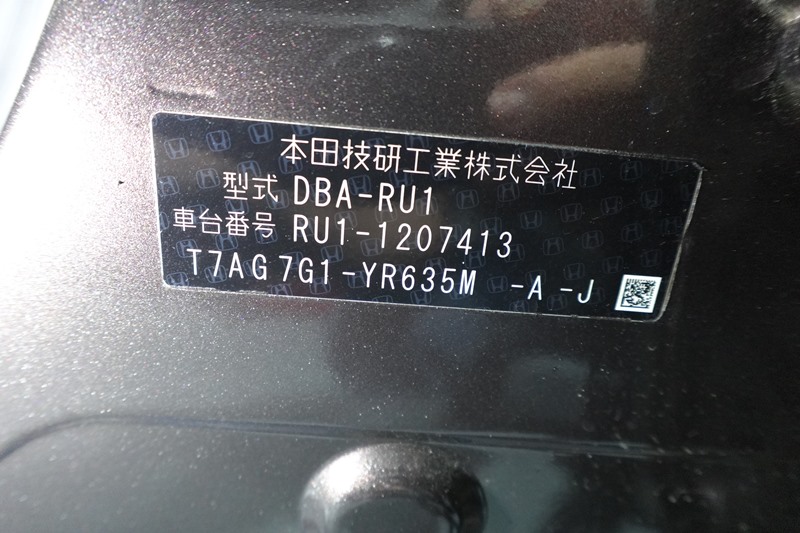 本田技研工業株式会社
型式 DBA-RU1
車台番号 RU1-1207413
T7AG7G1-YR635M -A-J